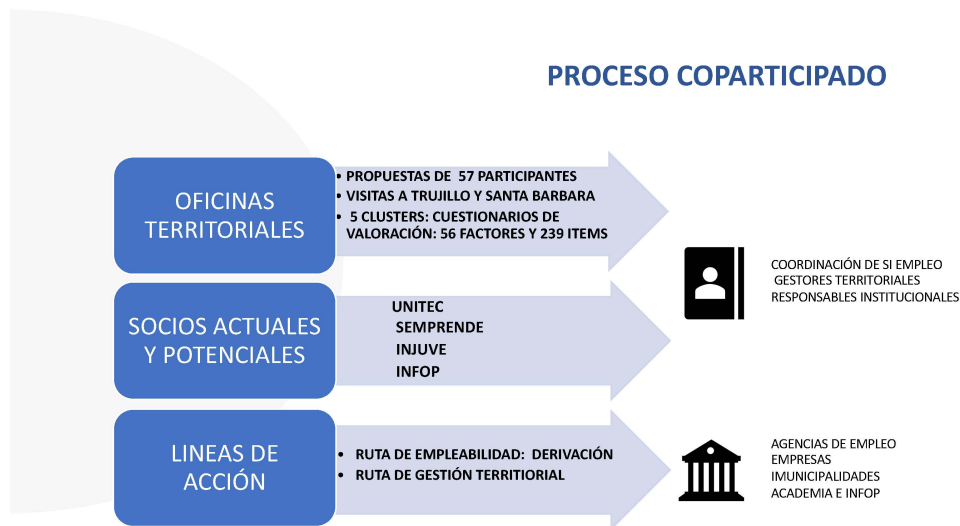 PROCESO COPARTICIPADO
OFICINAS
TERRITORIALES
• PROPUESTAS DE 57 PARTICIPANTES
• VISITAS A TRUJILLO Y SANTA BARBARA
• 5 CLUSTERS: CUESTIONARIOS DE
VALORACIÓN: 56 FACTORES Y 239 ITEMS
COORDINACIÓN DE SI EMPLEO
GESTORES TERRITORIALES
RESPONSABLES INSTITUCIONALES
SOCIOS ACTUALES
Y POTENCIALES
UNITEC
SEMPRENDE
INJUVE
INFOP
LINEAS DE
ACCIÓN
• RUTA DE EMPLEABILIDAD: DERIVACIÓN
• RUTA DE GESTIÓN TERRITIORIAL
AGENCIAS DE EMPLEO
EMPRESAS
IMUNICIPALIDADES
ACADEMIA E INFOP